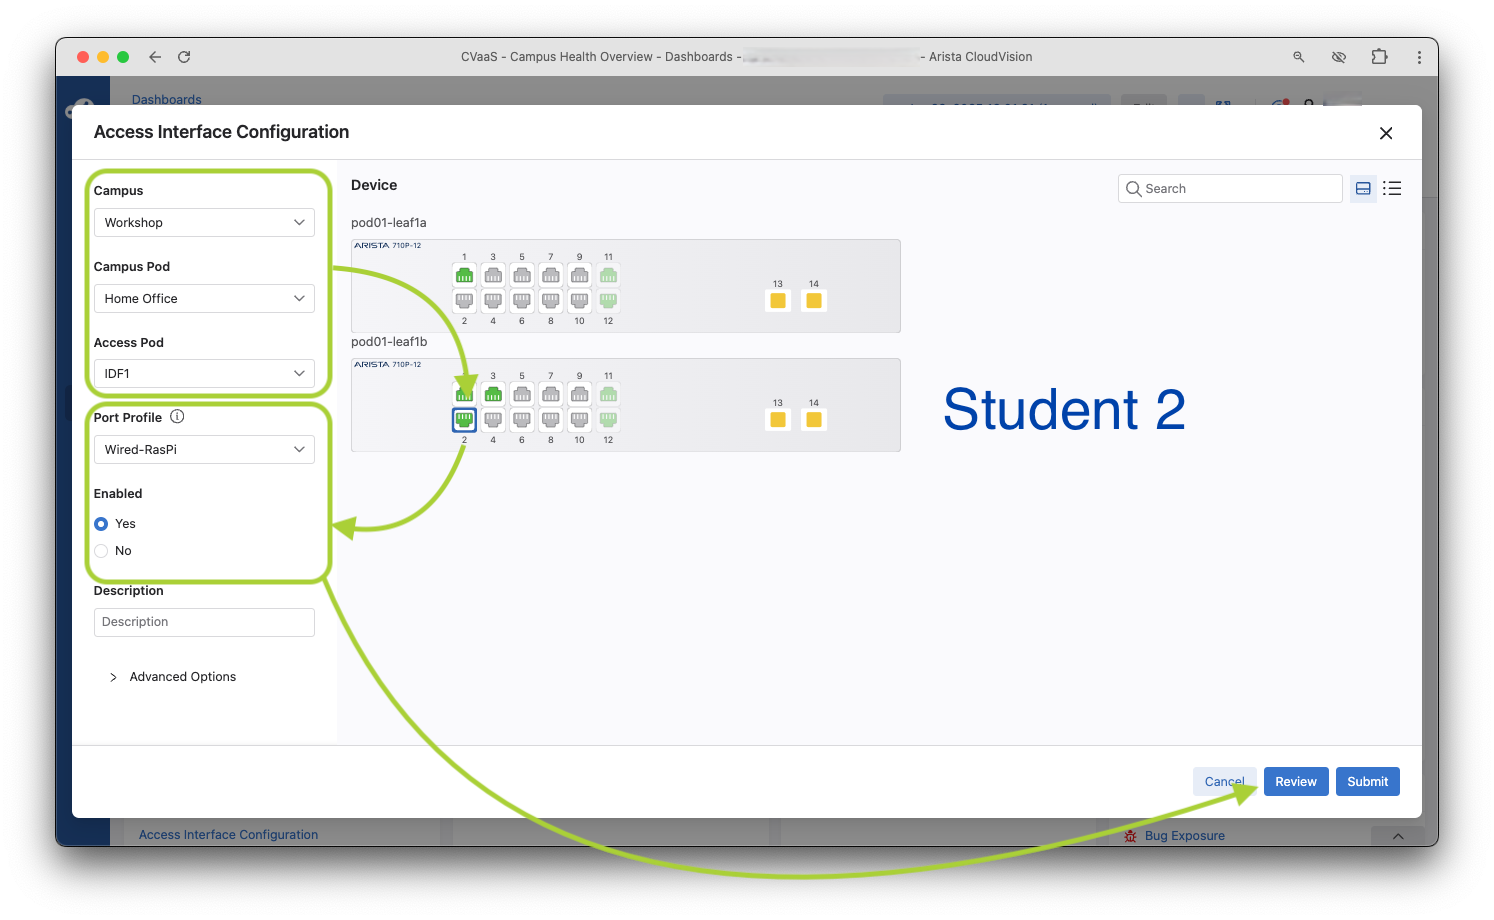 CVaaS - Campus Health Overview - Dashboards -
- Arista CloudVision
Dashboards
Access Interface Configuration
Campus
Workshop
Campus Pod
Home Office
Access Pod
IDF1
Port Profile
Wired-RasPi
Enabled
Yes
No
Description
Description
Advanced Options
Device
Search
pod01-leaf1a
ARISTA 710P-12
1 3 5 7 9 11
13 14
2 4 6 8 10 12
pod01-leaf1b
ARISTA 710P-12
3 5 7 9 11
13 14
2 4 6 8 10 12
Student 2
Cancel
Review
Submit
Access Interface Configuration
Bug Exposure